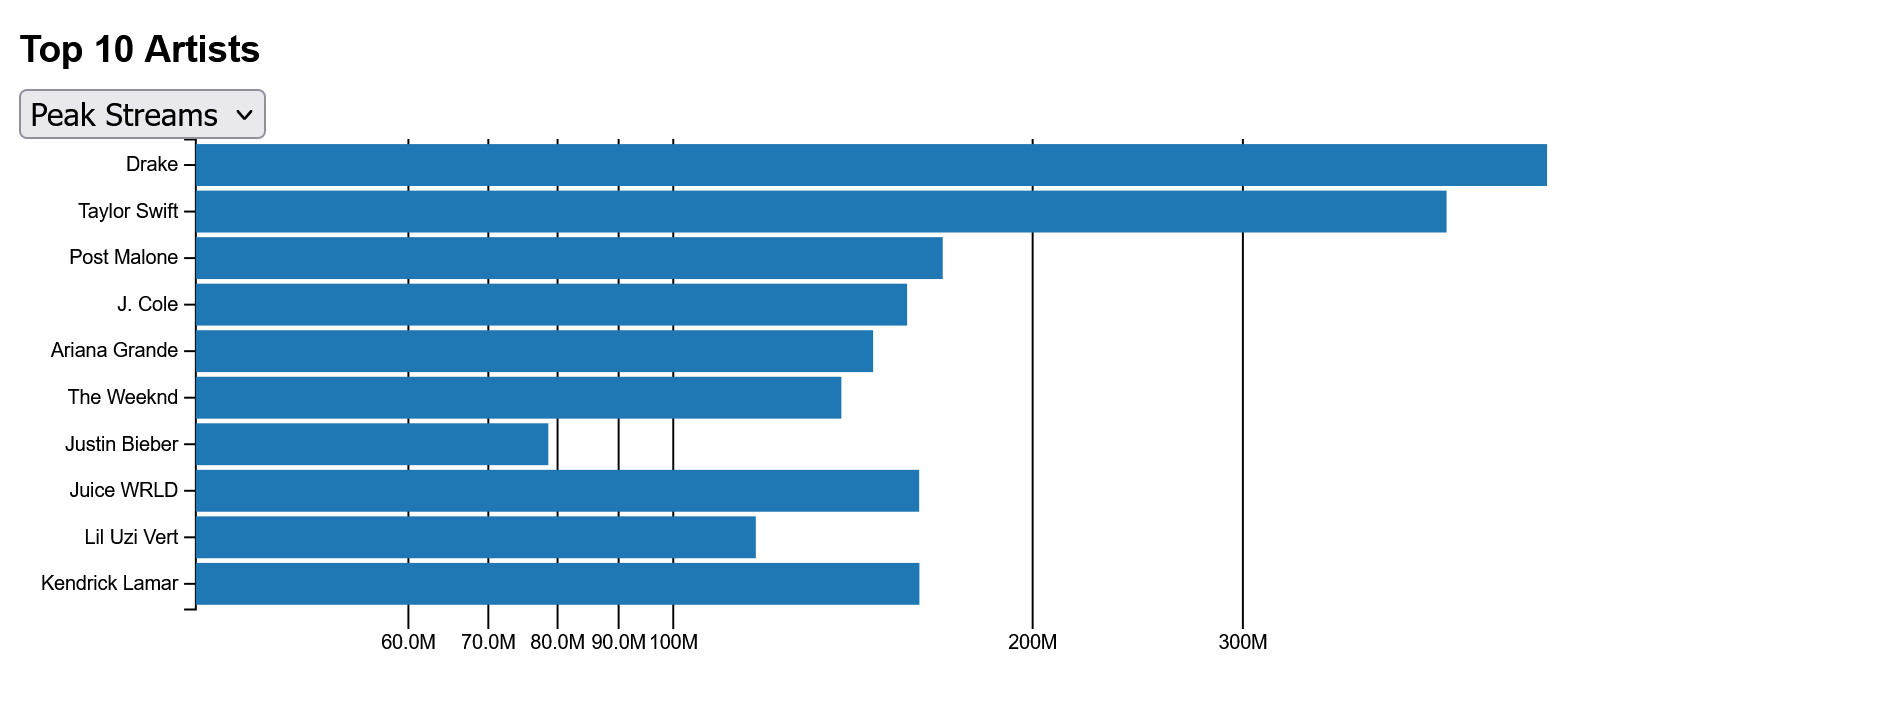 Top 10 Artists
Peak Streams
Drake
Taylor Swift
Post Malone
J. Cole
Ariana Grande
The Weeknd
Justin Bieber
Juice WRLD
Lil Uzi Vert
Kendrick Lamar
60.0M 70.0M 80.0M 90.0M 100M 200M 300M